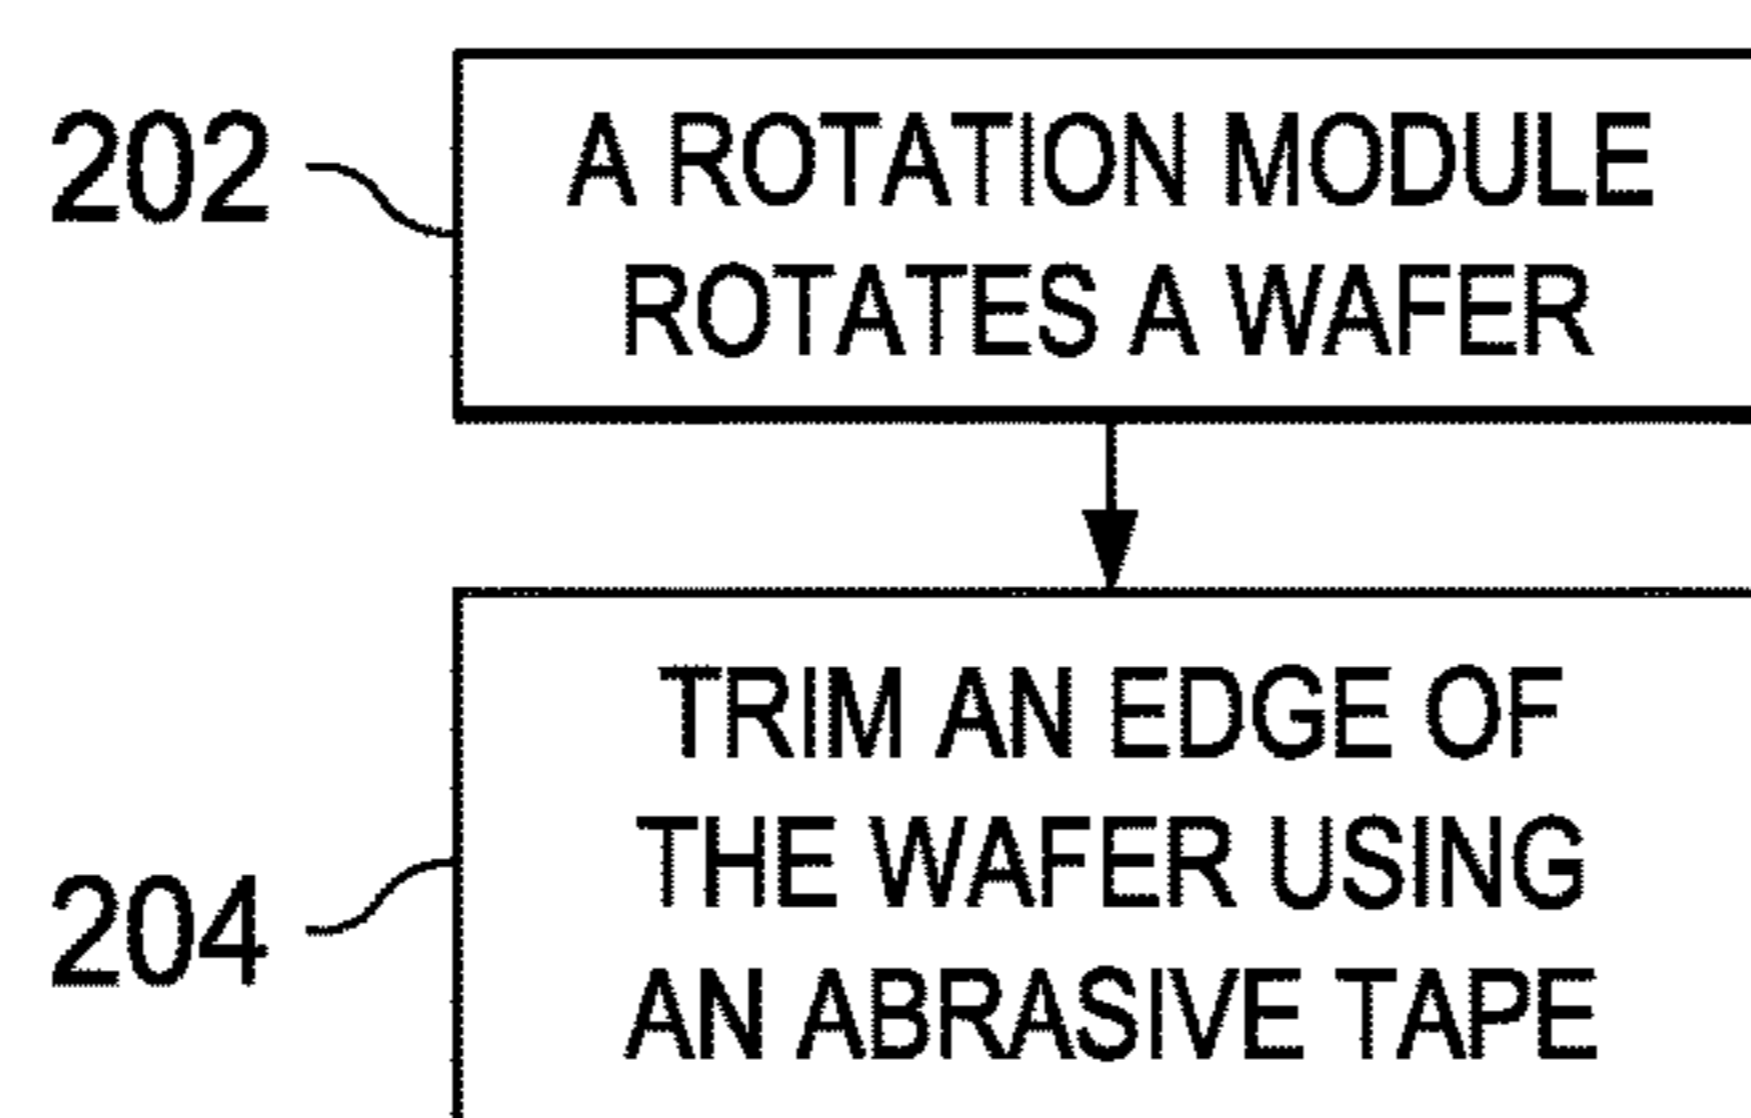 202
A ROTATION MODULE
ROTATES A WAFER
204
TRIM AN EDGE OF
THE WAFER USING
AN ABRASIVE TAPE